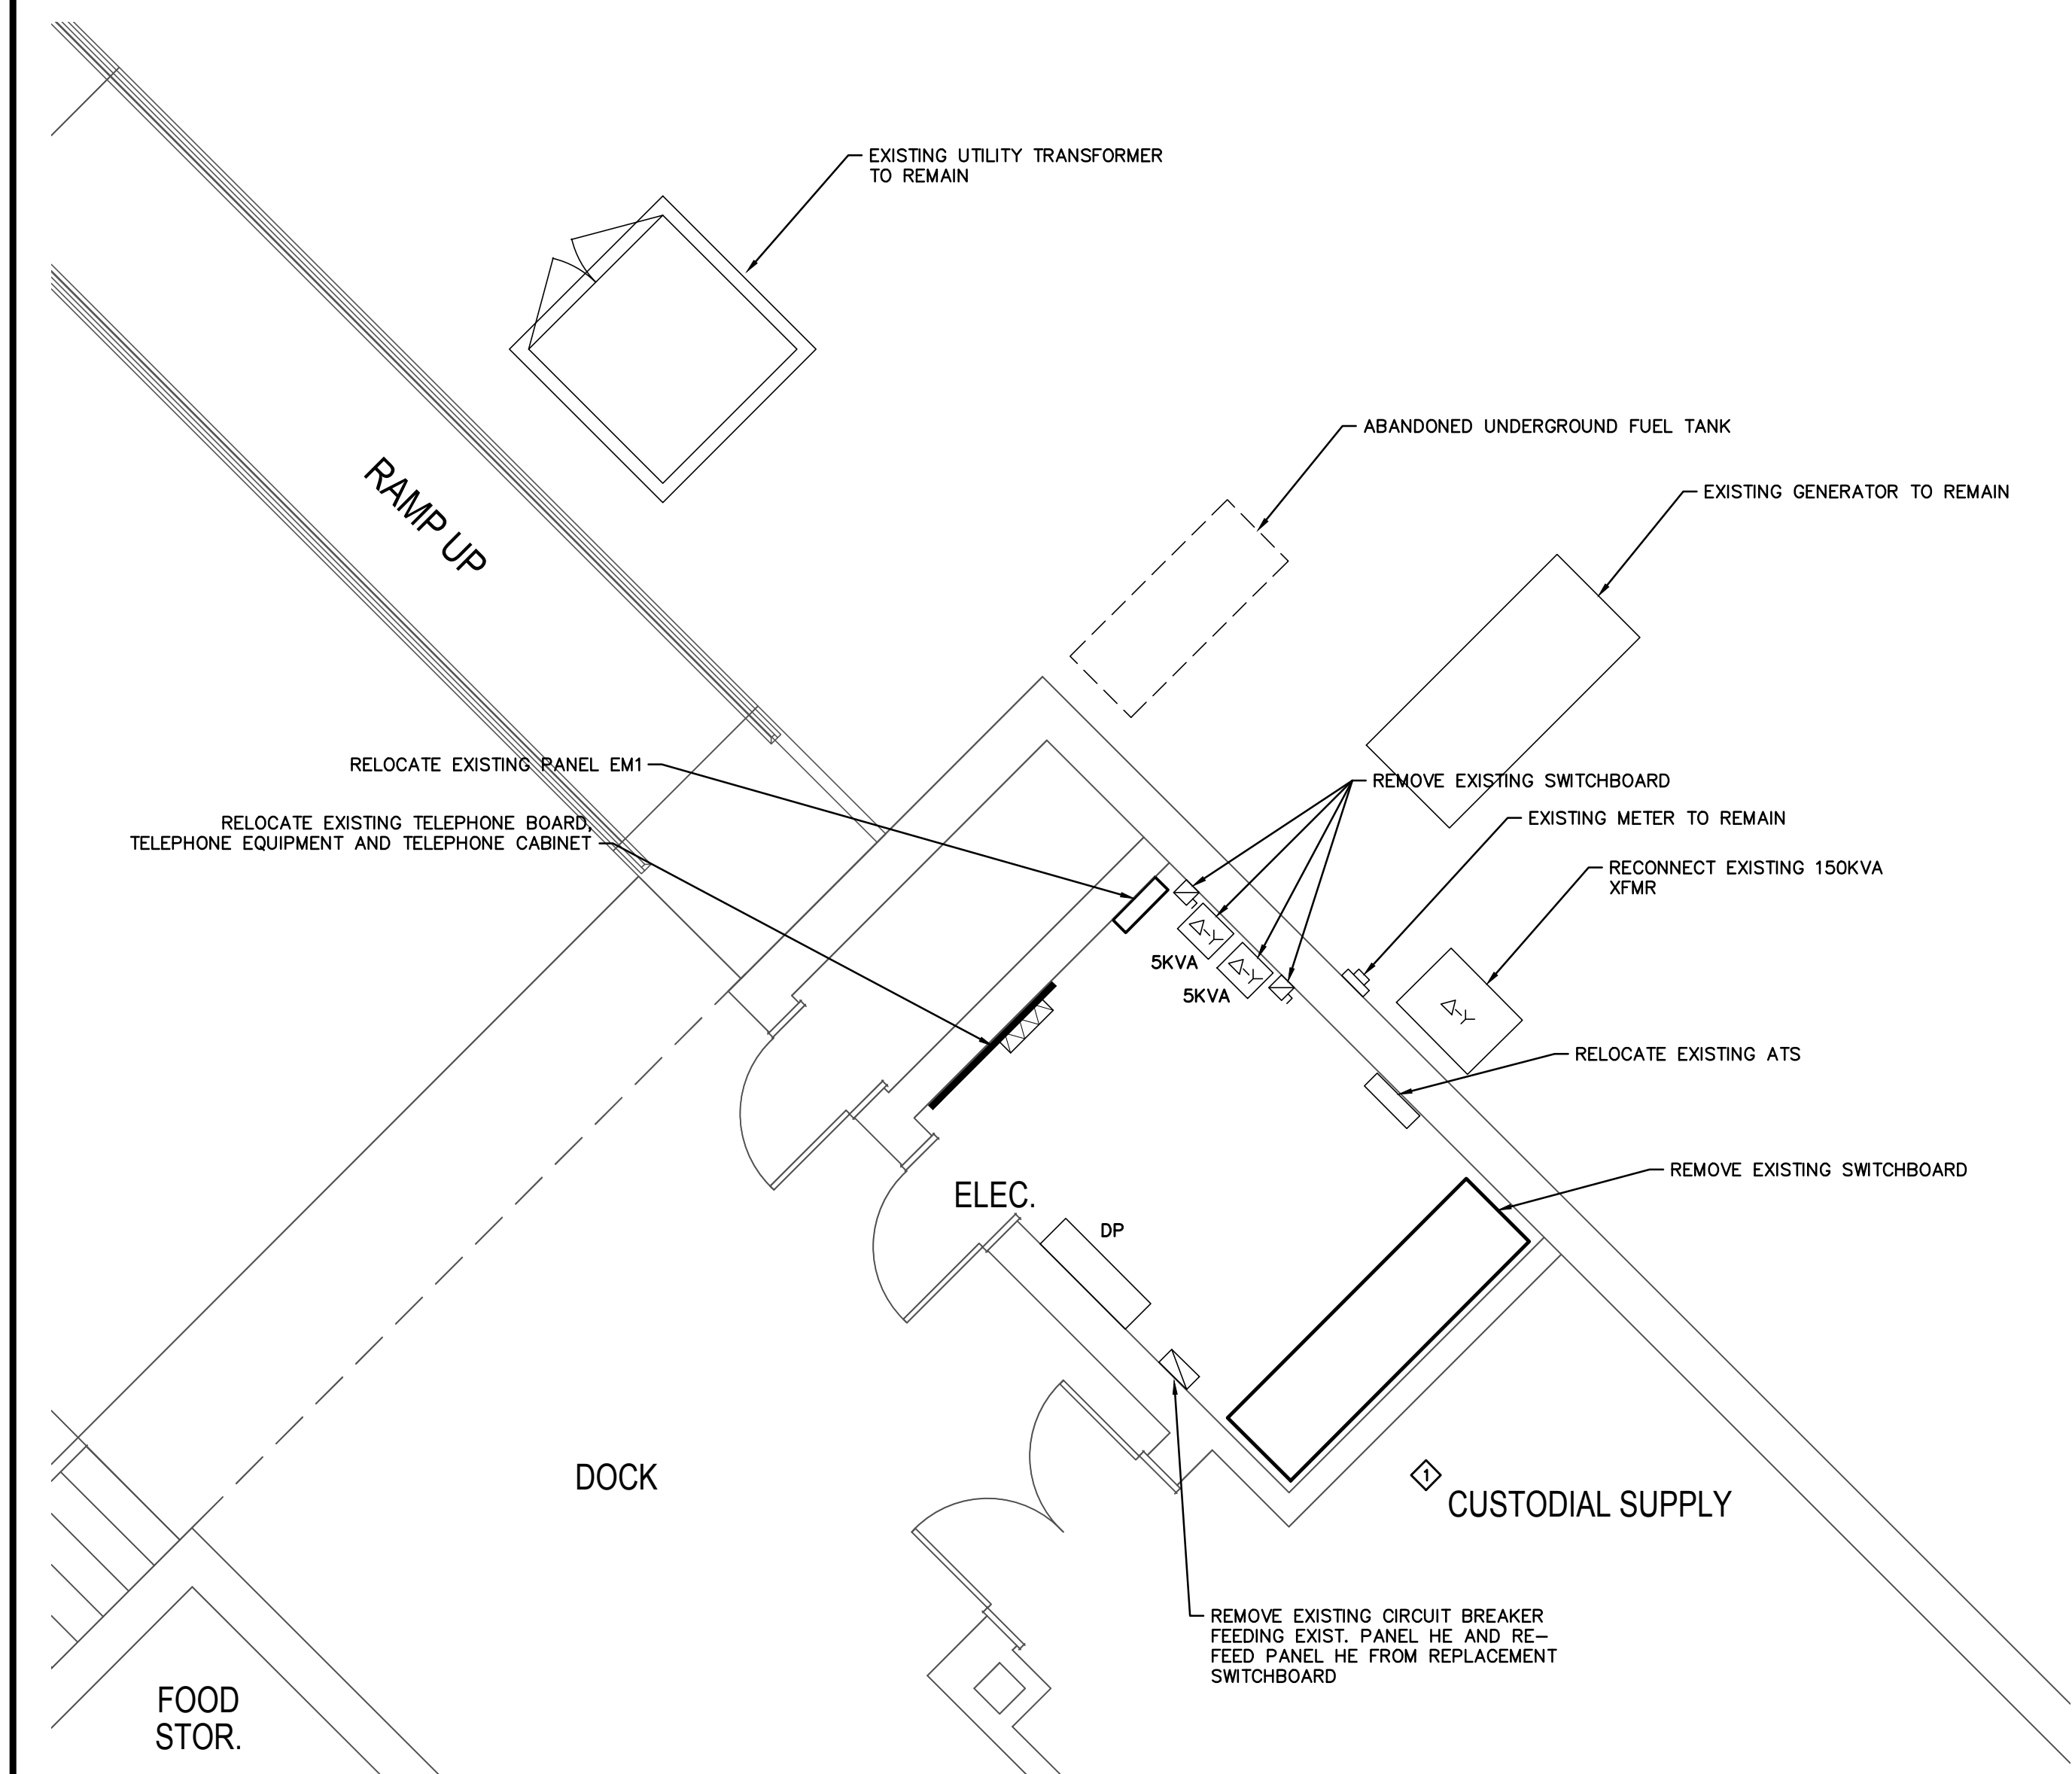 EXISTING UTILITY TRANSFORMER
TO REMAIN
ABANDONED UNDERGROUND FUEL TANK
EXISTING GENERATOR TO REMAIN
RAMP UP
RELOCATE EXISTING PANEL EM1
REMOVE EXISTING SWITCHBOARD
RELOCATE EXISTING TELEPHONE BOARD,
TELEPHONE EQUIPMENT AND TELEPHONE CABINET
EXISTING METER TO REMAIN
RECONNECT EXISTING 150KVA
XFMR
5KVA
5KVA
RELOCATE EXISTING ATS
REMOVE EXISTING SWITCHBOARD
ELEC.
DP
DOCK
1
CUSTODIAL SUPPLY
REMOVE EXISTING CIRCUIT BREAKER
FEEDING EXIST. PANEL HE AND RE-
FEED PANEL HE FROM REPLACEMENT
SWITCHBOARD
FOOD
STOR.